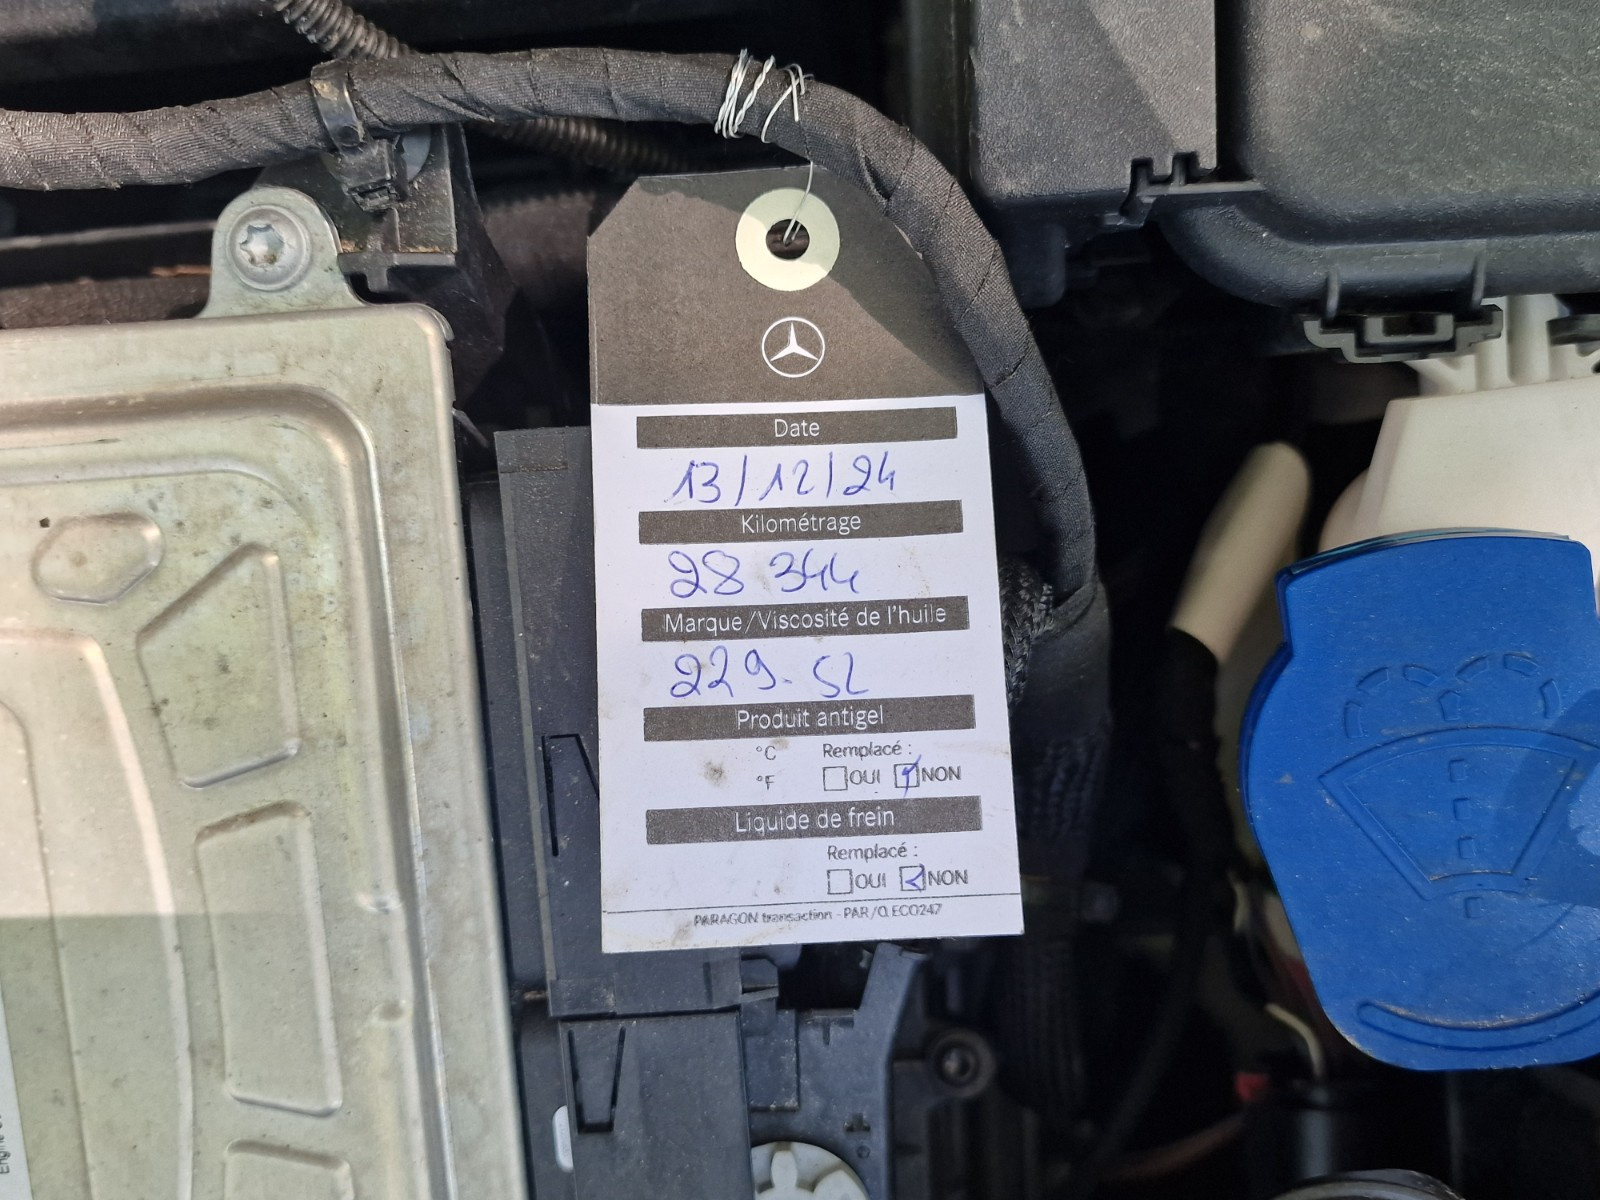 Date
13/12/24
Kilométrage
28 344
Marque/Viscosité de l'huile
229. 52
Produit antigel
°C Remplacé :
°F OUI NON
Liquide de frein
Remplacé :
OUI NON
PARAGON transaction - PAR/O.ECO247